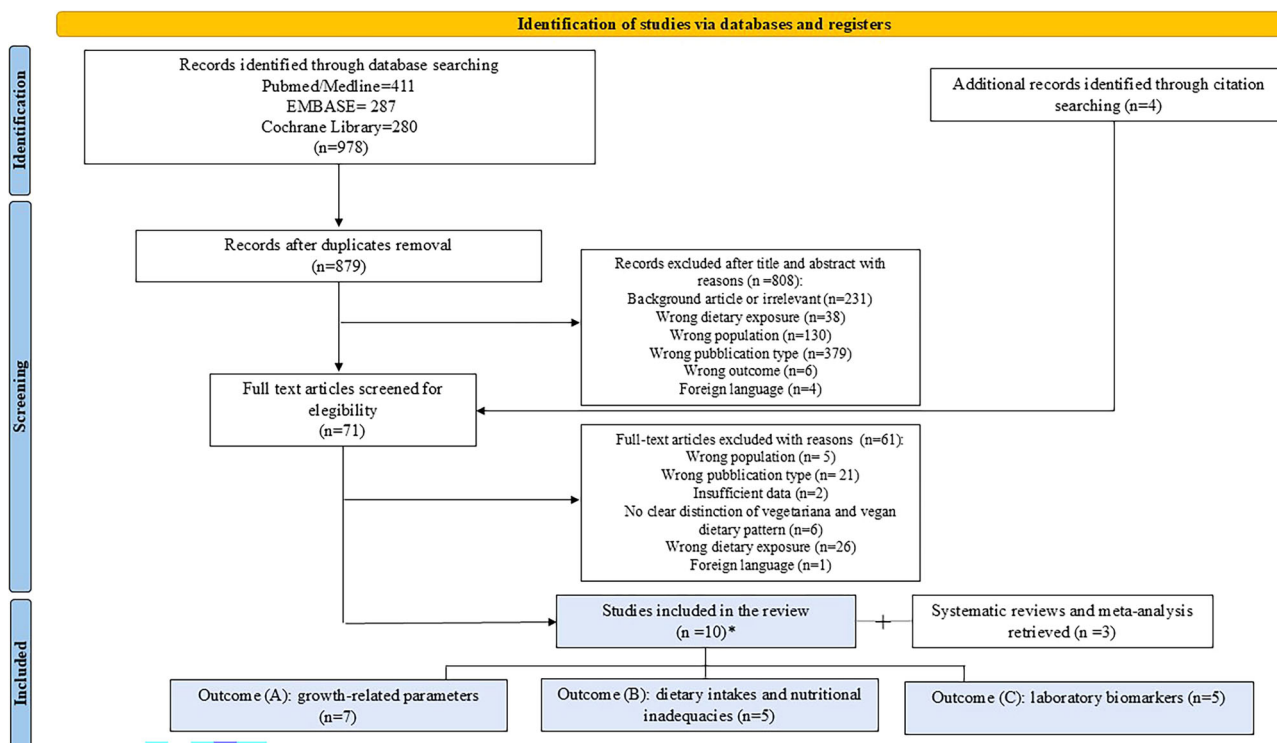 Identification of studies via databases and registers
Identification
Records identified through database searching
Pubmed/Medline=411
EMBASE= 287
Cochrane Library=280
(n=978)
Additional records identified through citation
searching (n=4)
Screening
Records after duplicates removal
(n=879)
Records excluded after title and abstract with
reasons (n =808):
Background article or irrelevant (n=231)
Wrong dietary exposure (n=38)
Wrong population (n=130)
Wrong pubblication type (n=379)
Wrong outcome (n=6)
Foreign language (n=4)
Full text articles screened for
elegibility
(n=71)
Full-text articles excluded with reasons (n=61):
Wrong population (n= 5)
Wrong pubblication type (n= 21)
Insufficient data (n=2)
No clear distinction of vegetariana and vegan
dietary pattern (n=6)
Wrong dietary exposure (n=26)
Foreign language (n=1)
Included
Studies included in the review
(n =10)*
Systematic reviews and meta-analysis
retrieved (n =3)
Outcome (A): growth-related parameters
(n=7)
Outcome (B): dietary intakes and nutritional
inadequacies (n=5)
Outcome (C): laboratory biomarkers (n=5)